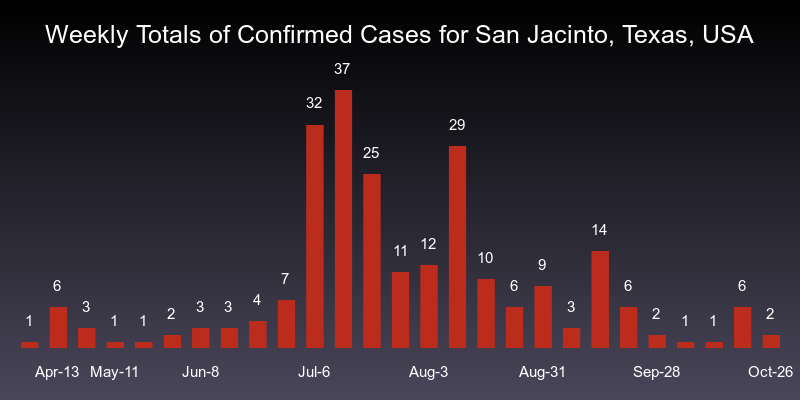 Weekly Totals of Confirmed Cases for San Jacinto, Texas, USA
1 6 3 1 1 2 3 3 4 7 32 37 25 11 12 29 10 6 9 3 14 6 2 1 1 6 2
Apr-13 May-11 Jun-8 Jul-6 Aug-3 Aug-31 Sep-28 Oct-26